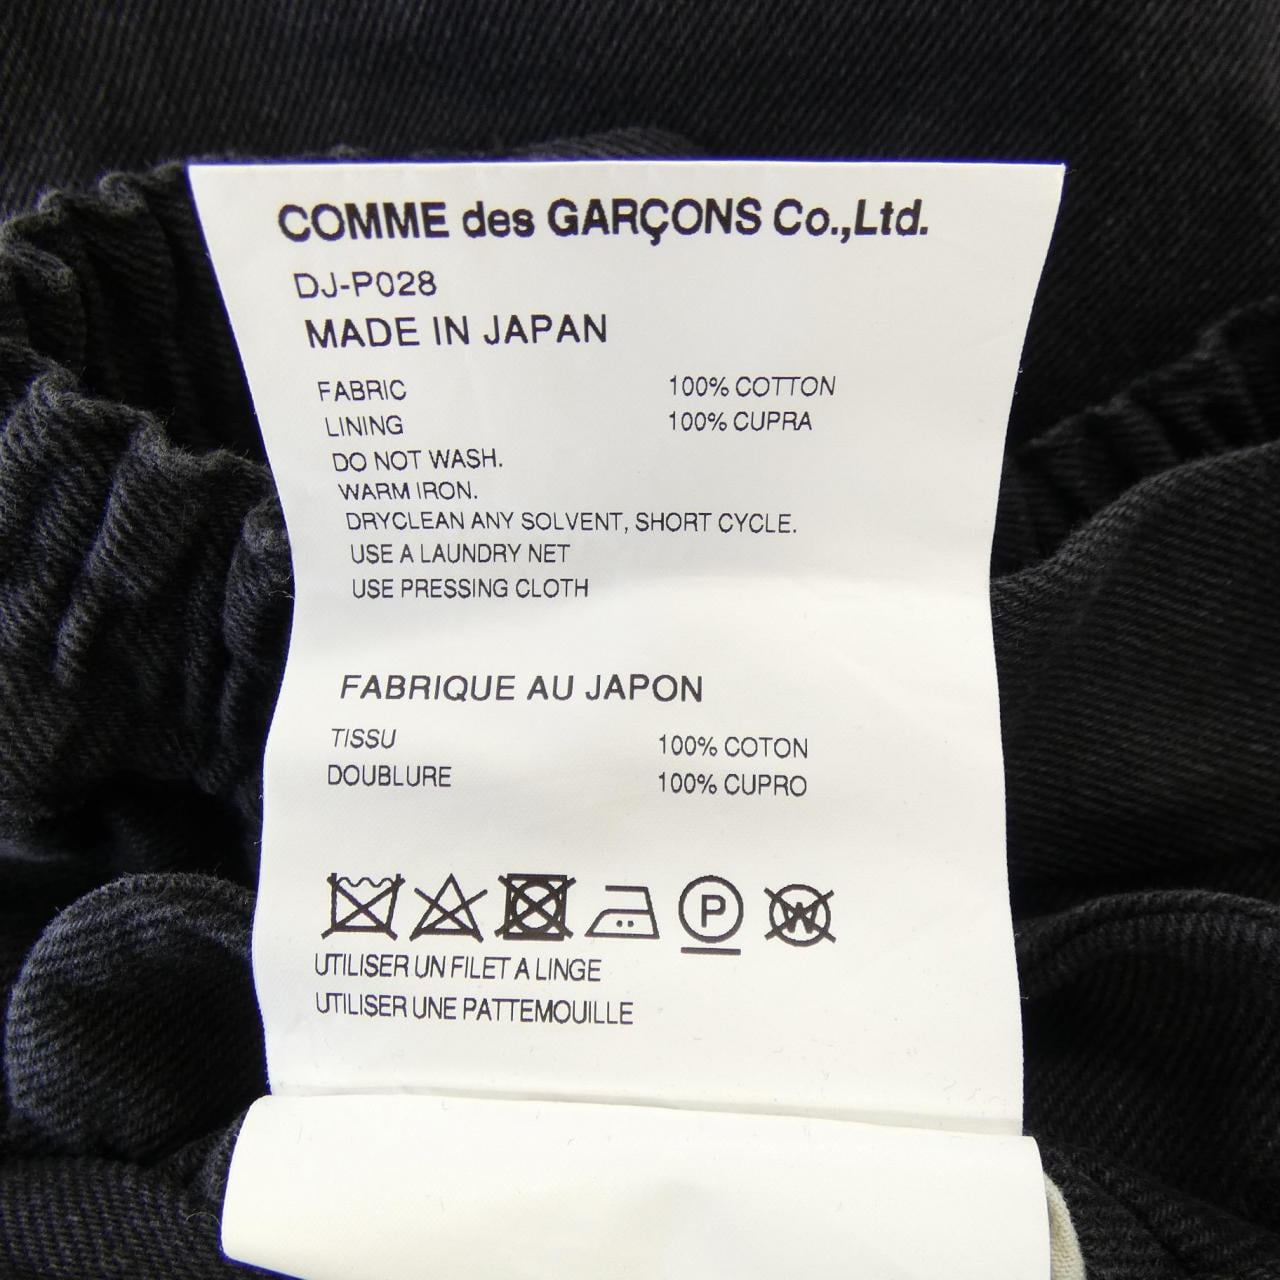 COMME des GARÇONS Co.,Ltd.
DJ-P028
MADE IN JAPAN
FABRIC 100% COTTON
LINING 100% CUPRA
DO NOT WASH.
WARM IRON.
DRYCLEAN ANY SOLVENT, SHORT CYCLE.
USE A LAUNDRY NET
USE PRESSING CLOTH
FABRIQUE AU JAPON
TISSU 100% COTON
DOUBLURE 100% CUPRO
P W
UTILISER UN FILET A LINGE
UTILISER UNE PATTEMOUILLE